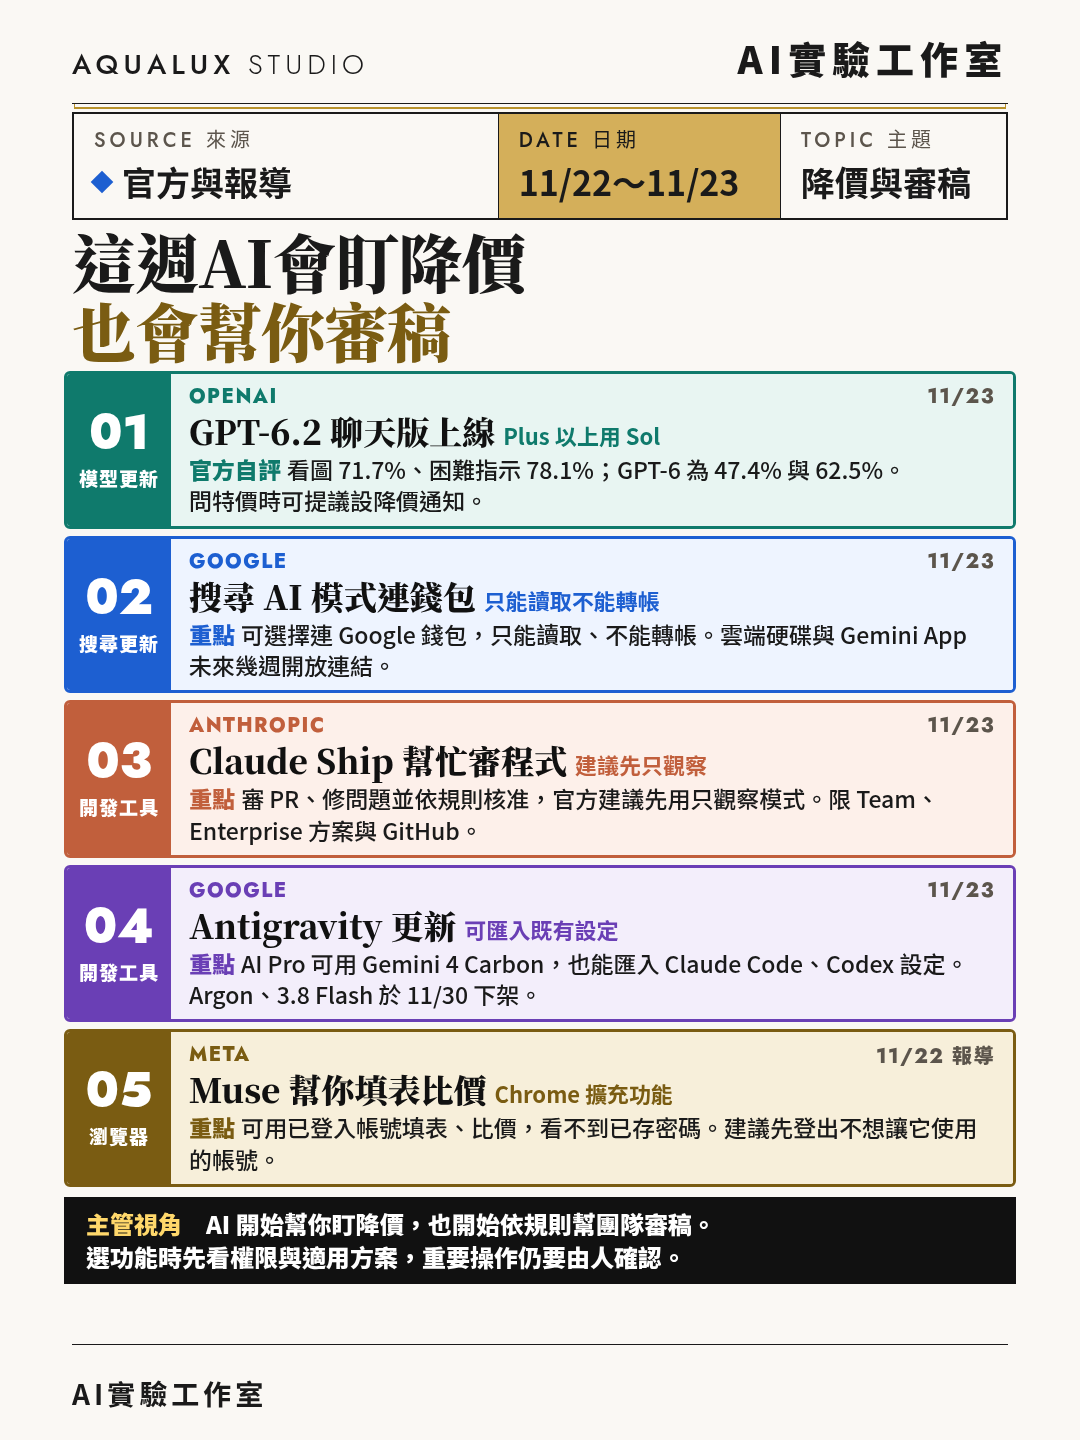 AQUALUX STUDIO
AI實驗工作室
SOURCE 來源
官方與報導
DATE 日期
11/22～11/23
TOPIC 主題
降價與審稿
這週AI會盯降價
也會幫你審稿
01
模型更新
OPENAI
11/23
GPT-6.2 聊天版上線 Plus 以上用 Sol
官方自評 看圖 71.7%、困難指示 78.1%；GPT-6 為 47.4% 與 62.5%。
問特價時可提議設降價通知。
02
搜尋更新
GOOGLE
11/23
搜尋 AI 模式連錢包 只能讀取不能轉帳
重點 可選擇連 Google 錢包，只能讀取、不能轉帳。雲端硬碟與 Gemini App
未來幾週開放連結。
03
開發工具
ANTHROPIC
11/23
Claude Ship 幫忙審程式 建議先只觀察
重點 審 PR、修問題並依規則核准，官方建議先用只觀察模式。限 Team、
Enterprise 方案與 GitHub。
04
開發工具
GOOGLE
11/23
Antigravity 更新 可匯入既有設定
重點 AI Pro 可用 Gemini 4 Carbon，也能匯入 Claude Code、Codex 設定。
Argon、3.8 Flash 於 11/30 下架。
05
瀏覽器
META
11/22 報導
Muse 幫你填表比價 Chrome 擴充功能
重點 可用已登入帳號填表、比價，看不到已存密碼。建議先登出不想讓它使用
的帳號。
主管視角 AI 開始幫你盯降價，也開始依規則幫團隊審稿。
選功能時先看權限與適用方案，重要操作仍要由人確認。
AI實驗工作室